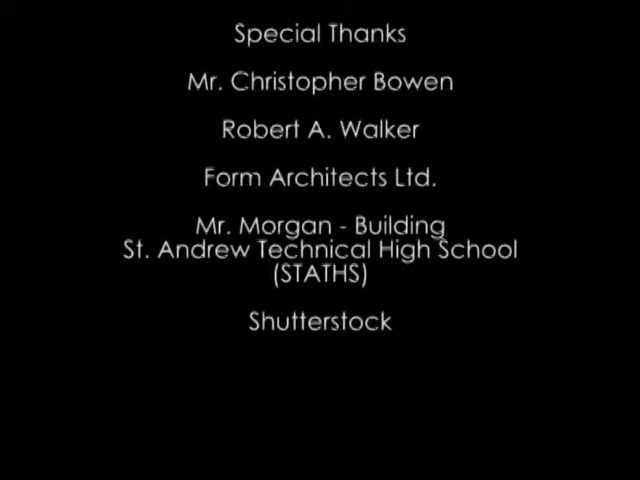 Special Thanks
Mr. Christopher Bowen
Robert A. Walker
Form Architects Ltd.
Mr. Morgan - Building
St. Andrew Technical High School
(STATHS)
Shutterstock